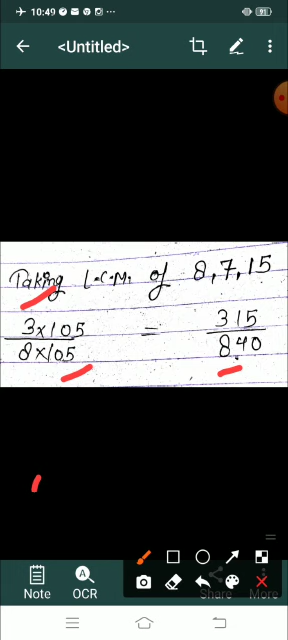 10:49
91
<Untitled>
Taking L.C.M. of 8,7,15
3×105 = 315
8×105 840
Note OCR Share More